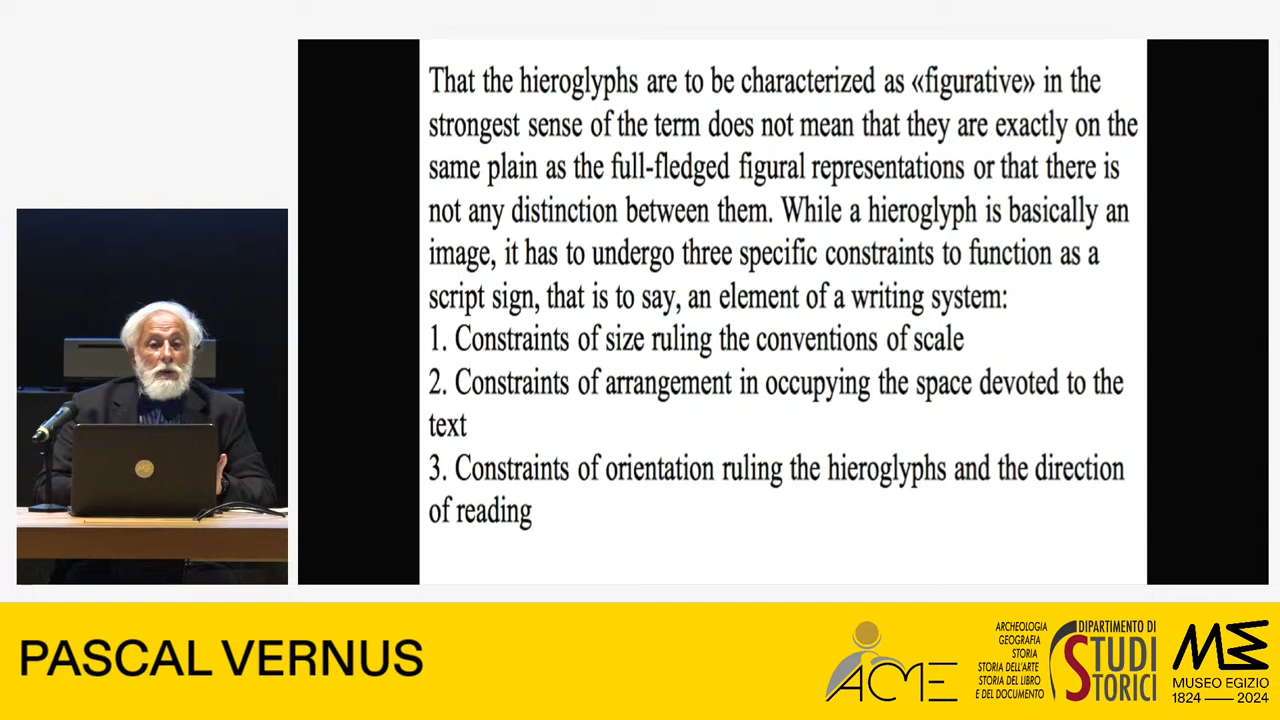 That the hieroglyphs are to be characterized as «figurative» in the
strongest sense of the term does not mean that they are exactly on the
same plain as the full-fledged figural representations or that there is
not any distinction between them. While a hieroglyph is basically an
image, it has to undergo three specific constraints to function as a
script sign, that is to say, an element of a writing system:
1. Constraints of size ruling the conventions of scale
2. Constraints of arrangement in occupying the space devoted to the
text
3. Constraints of orientation ruling the hieroglyphs and the direction
of reading
PASCAL VERNUS
ACME
ARCHEOLOGIA
GEOGRAFIA
STORIA
STORIA DELL'ARTE
STORIA DEL LIBRO
E DEL DOCUMENTO
DIPARTIMENTO DI
STUDI
STORICI
ME
MUSEO EGIZIO
1824 — 2024